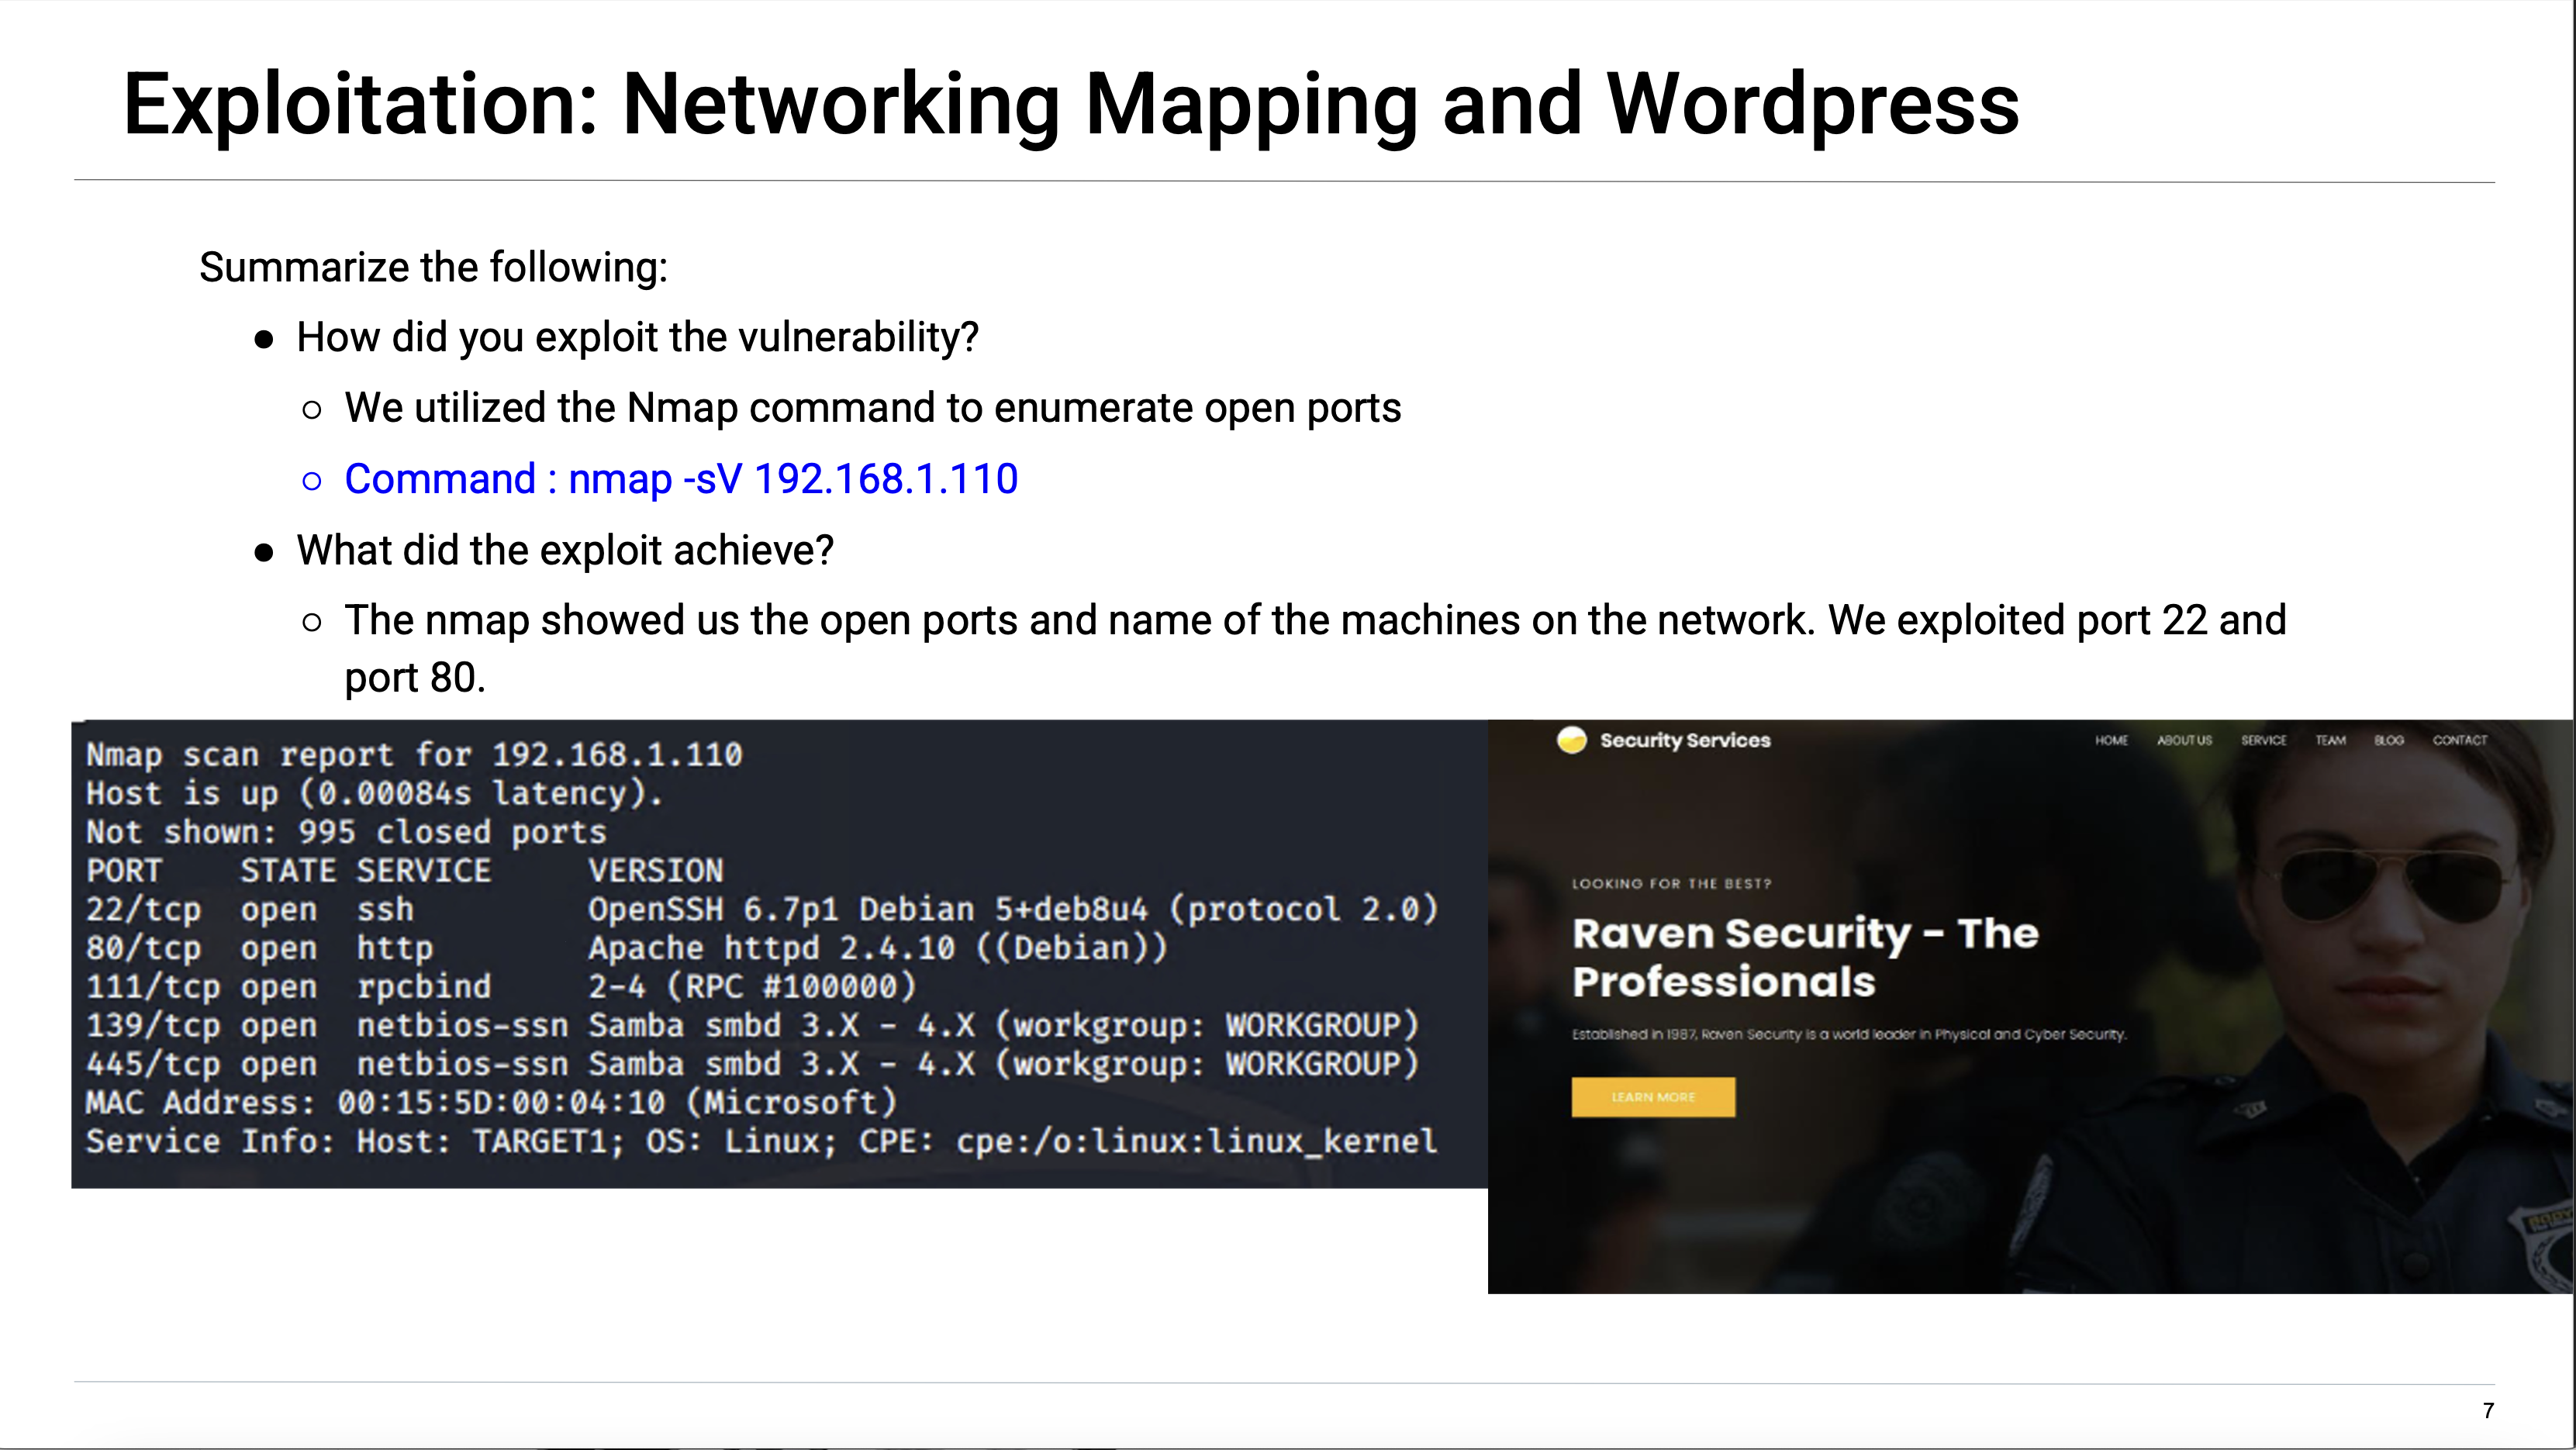 Exploitation: Networking Mapping and Wordpress
Summarize the following:
● How did you exploit the vulnerability?
○ We utilized the Nmap command to enumerate open ports
○ Command : nmap -sV 192.168.1.110
● What did the exploit achieve?
○ The nmap showed us the open ports and name of the machines on the network. We exploited port 22 and
port 80.
Nmap scan report for 192.168.1.110
Host is up (0.00084s latency).
Not shown: 995 closed ports
PORT    STATE SERVICE     VERSION
22/tcp  open  ssh         OpenSSH 6.7p1 Debian 5+deb8u4 (protocol 2.0)
80/tcp  open  http        Apache httpd 2.4.10 ((Debian))
111/tcp open  rpcbind     2-4 (RPC #100000)
139/tcp open  netbios-ssn Samba smbd 3.X - 4.X (workgroup: WORKGROUP)
445/tcp open  netbios-ssn Samba smbd 3.X - 4.X (workgroup: WORKGROUP)
MAC Address: 00:15:5D:00:04:10 (Microsoft)
Service Info: Host: TARGET1; OS: Linux; CPE: cpe:/o:linux:linux_kernel
Security Services
HOME ABOUT US SERVICE TEAM BLOG CONTACT
LOOKING FOR THE BEST?
Raven Security - The
Professionals
Established in 1987, Raven Security is a world leader in Physical and Cyber Security.
LEARN MORE
7